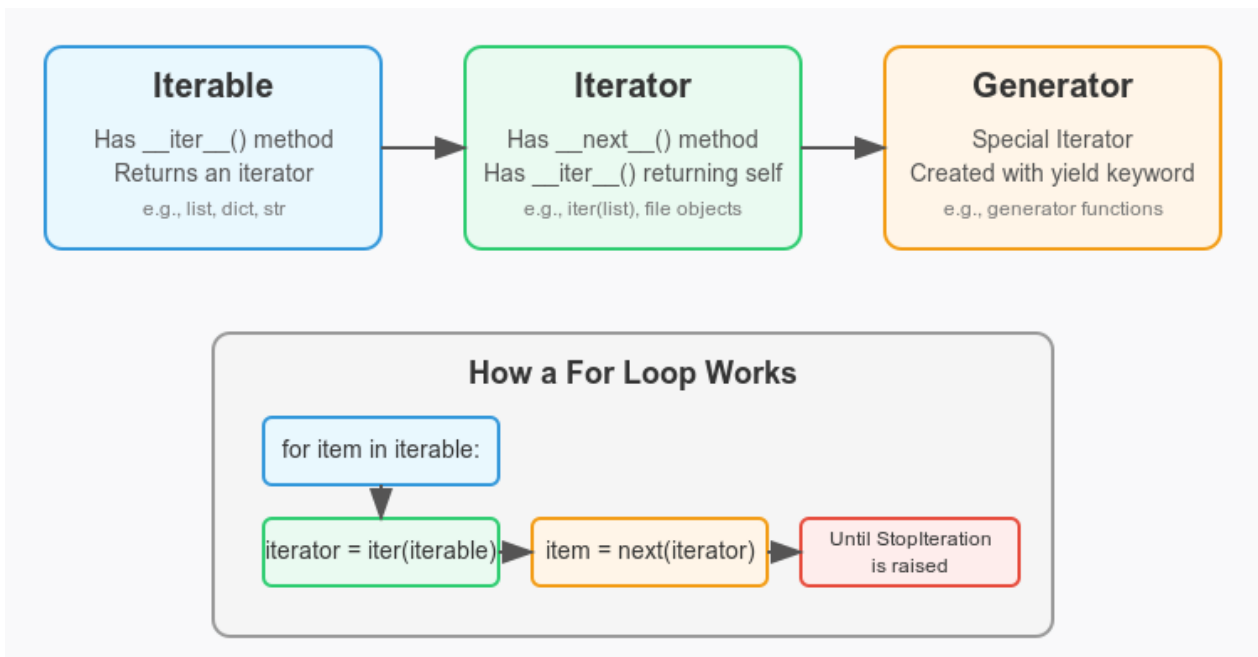 Iterable
Has __iter__() method
Returns an iterator
e.g., list, dict, str
Iterator
Has __next__() method
Has __iter__() returning self
e.g., iter(list), file objects
Generator
Special Iterator
Created with yield keyword
e.g., generator functions
How a For Loop Works
for item in iterable:
iterator = iter(iterable)
item = next(iterator)
Until StopIteration
is raised